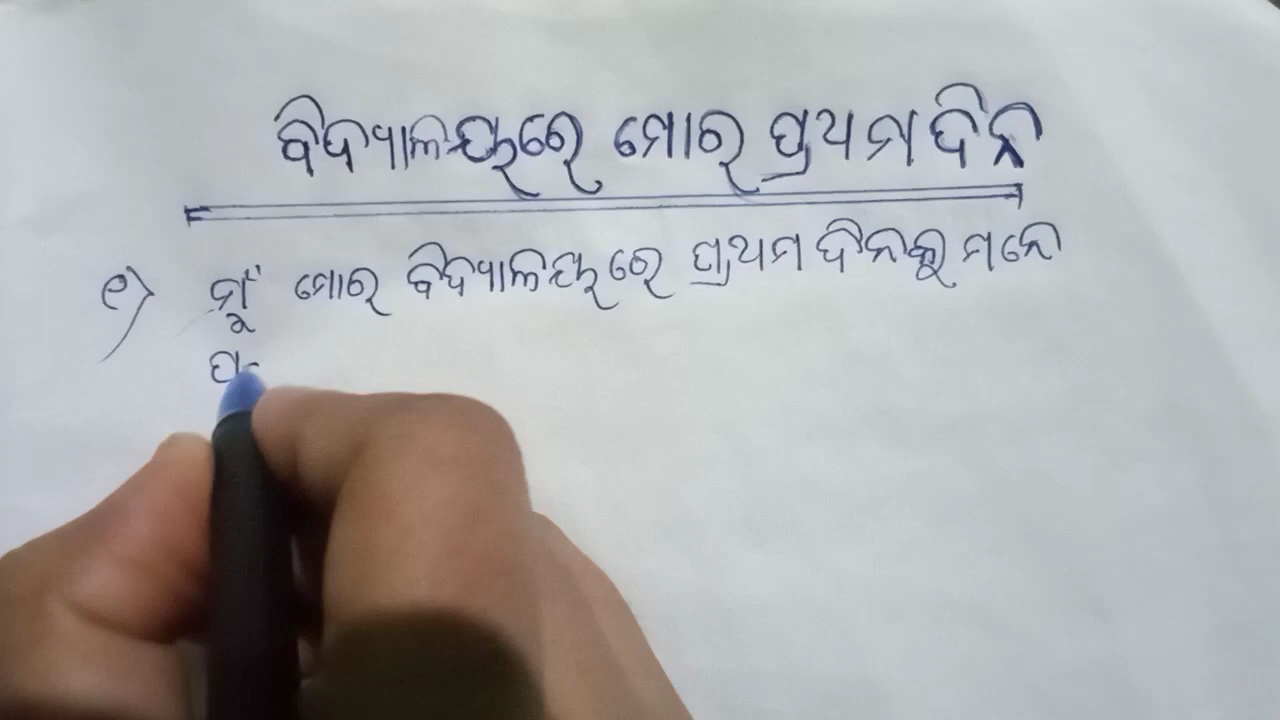 ବିଦ୍ୟାଳୟରେ ମୋର ପ୍ରଥମ ଦିନ
୧) ମୁଁ ମୋର ବିଦ୍ୟାଳୟରେ ପ୍ରଥମ ଦିନକୁ ମନେ
ପ